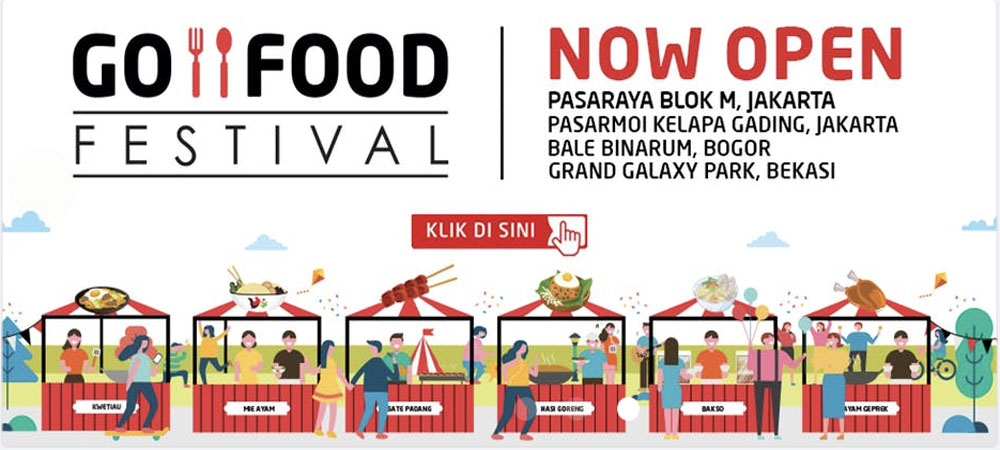 GO FOOD
FESTIVAL
NOW OPEN
PASARAYA BLOK M, JAKARTA
PASARMOI KELAPA GADING, JAKARTA
BALE BINARUM, BOGOR
GRAND GALAXY PARK, BEKASI
KLIK DI SINI
KWETIAU
MIE AYAM
SATE PADANG
NASI GORENG
BAKSO
AYAM GEPREK